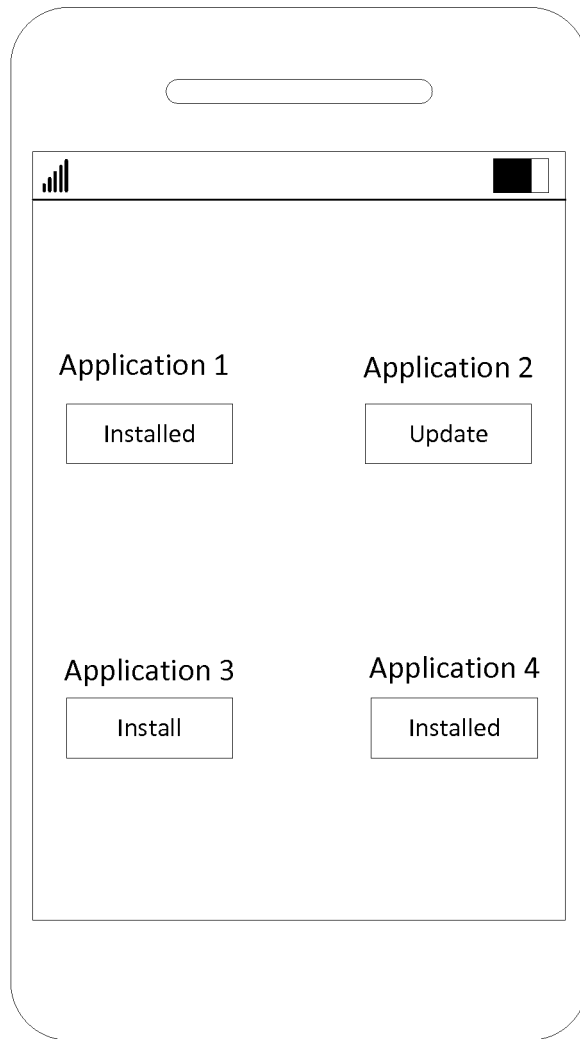 Application 1
Application 2
Installed
Update
Application 3
Application 4
Install
Installed